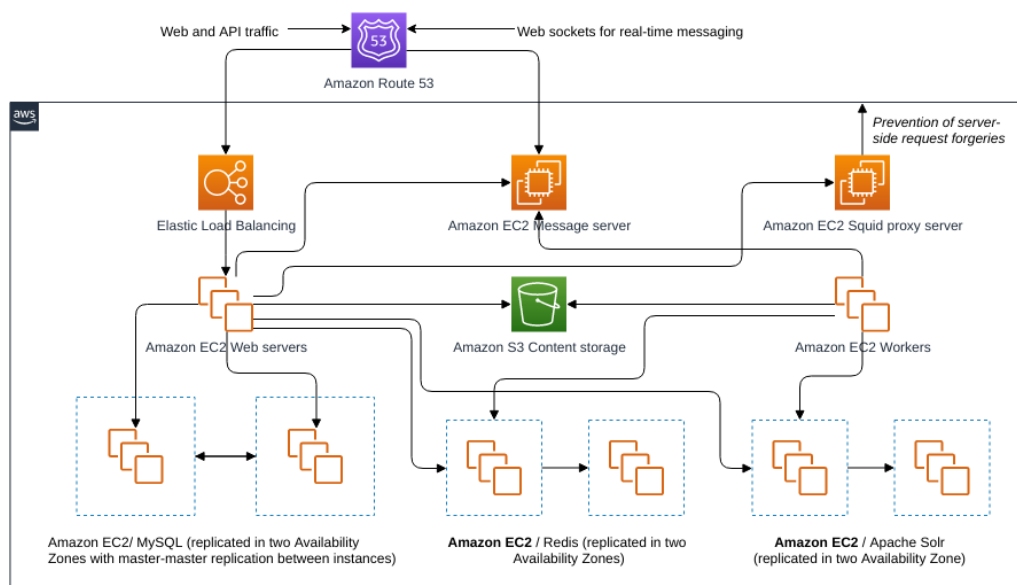 Web and API traffic
53
Web sockets for real-time messaging
Amazon Route 53
aws
Prevention of server-
side request forgeries
Elastic Load Balancing
Amazon EC2 Message server
Amazon EC2 Squid proxy server
Amazon EC2 Web servers
Amazon S3 Content storage
Amazon EC2 Workers
Amazon EC2/ MySQL (replicated in two Availability
Zones with master-master replication between instances)
Amazon EC2 / Redis (replicated in two
Availability Zones)
Amazon EC2 / Apache Solr
(replicated in two Availability Zone)